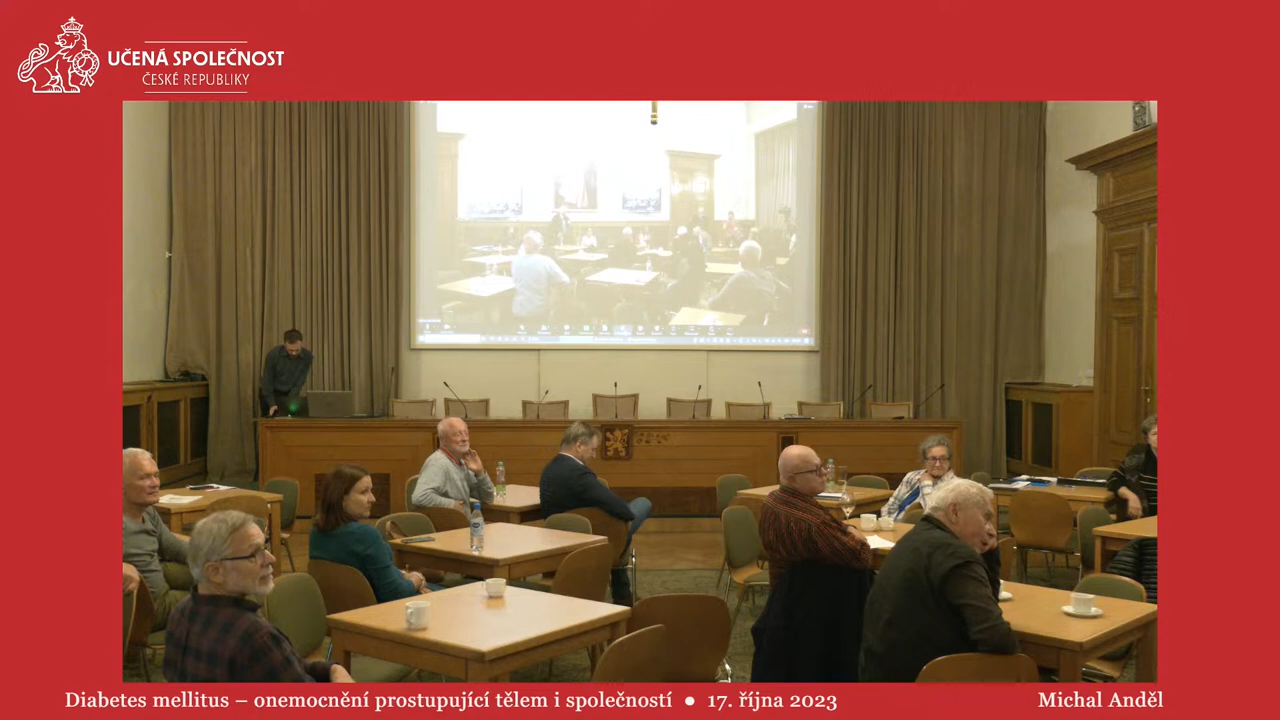 UČENÁ SPOLEČNOST
ČESKÉ REPUBLIKY
Diabetes mellitus – onemocnění prostupující tělem i společností ● 17. října 2023 Michal Anděl